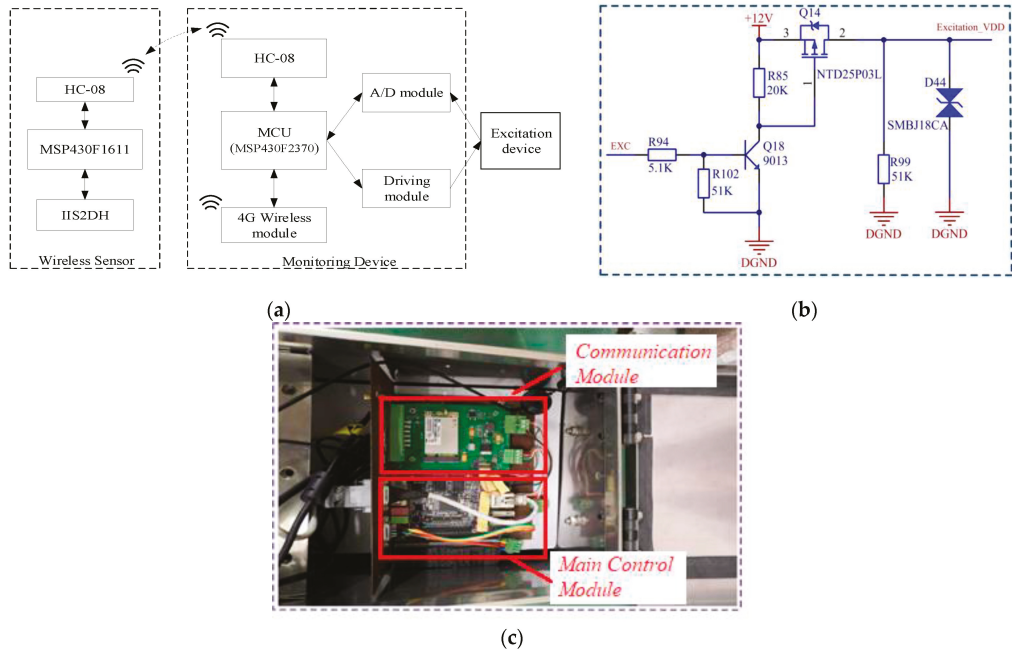 HC-08
MSP430F1611
IIS2DH
Wireless Sensor
HC-08
MCU
(MSP430F2370)
4G Wireless
module
A/D module
Driving
module
Excitation
device
Monitoring Device
(a)
+12V
Q14
3
2
1
NTD25P03L
Excitation_VDD
R85
20K
D44
SMBJ18CA
EXC
R94
5.1K
Q18
9013
R102
51K
R99
51K
DGND
DGND
DGND
(b)
Communication
Module
Main Control
Module
(c)